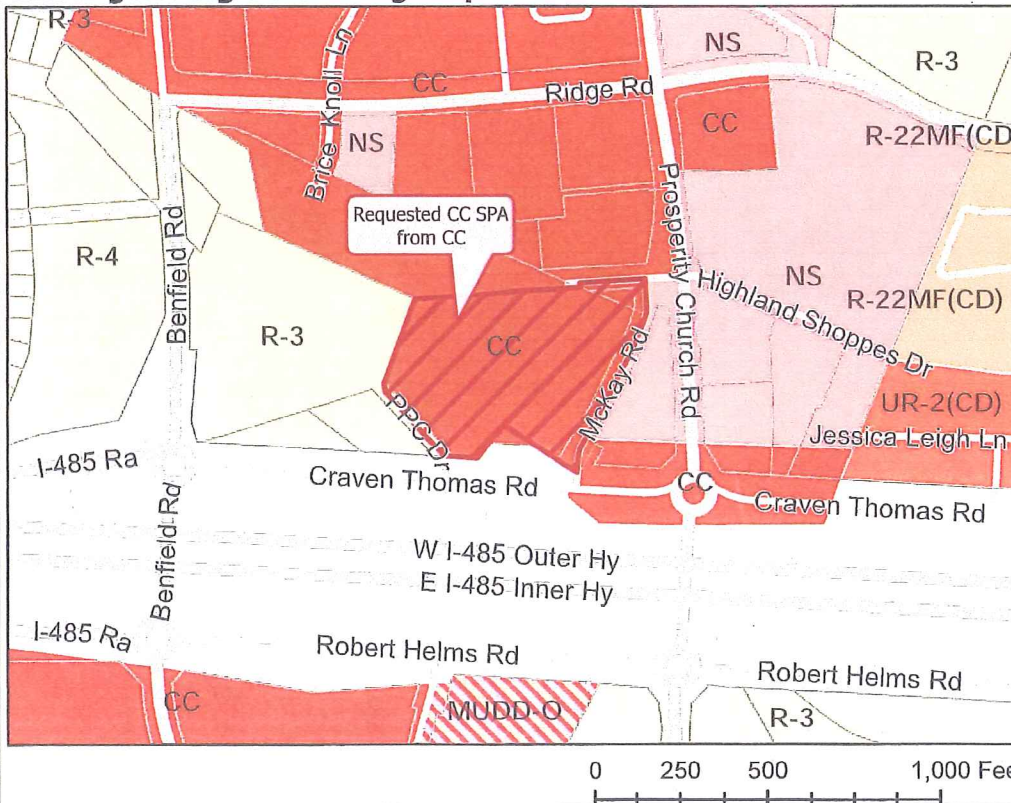 R-3
NS
R-3
CC
Brice Knoll Ln
Ridge Rd
CC
R-22MF(CD
NS
Requested CC SPA
from CC
Prosperity Church Rd
R-4
Benfield Rd
NS
Highland Shoppes Dr
R-22MF(CD)
R-3
CC
McKay Rd
PPC Dr
UR-2(CD)
Jessica Leigh Ln
I-485 Ra
Craven Thomas Rd
CC
Craven Thomas Rd
Benfield Rd
W I-485 Outer Hy
E I-485 Inner Hy
I-485 Ra
Robert Helms Rd
Robert Helms Rd
CC
MUDD-O
R-3
0 250 500 1,000 Fee